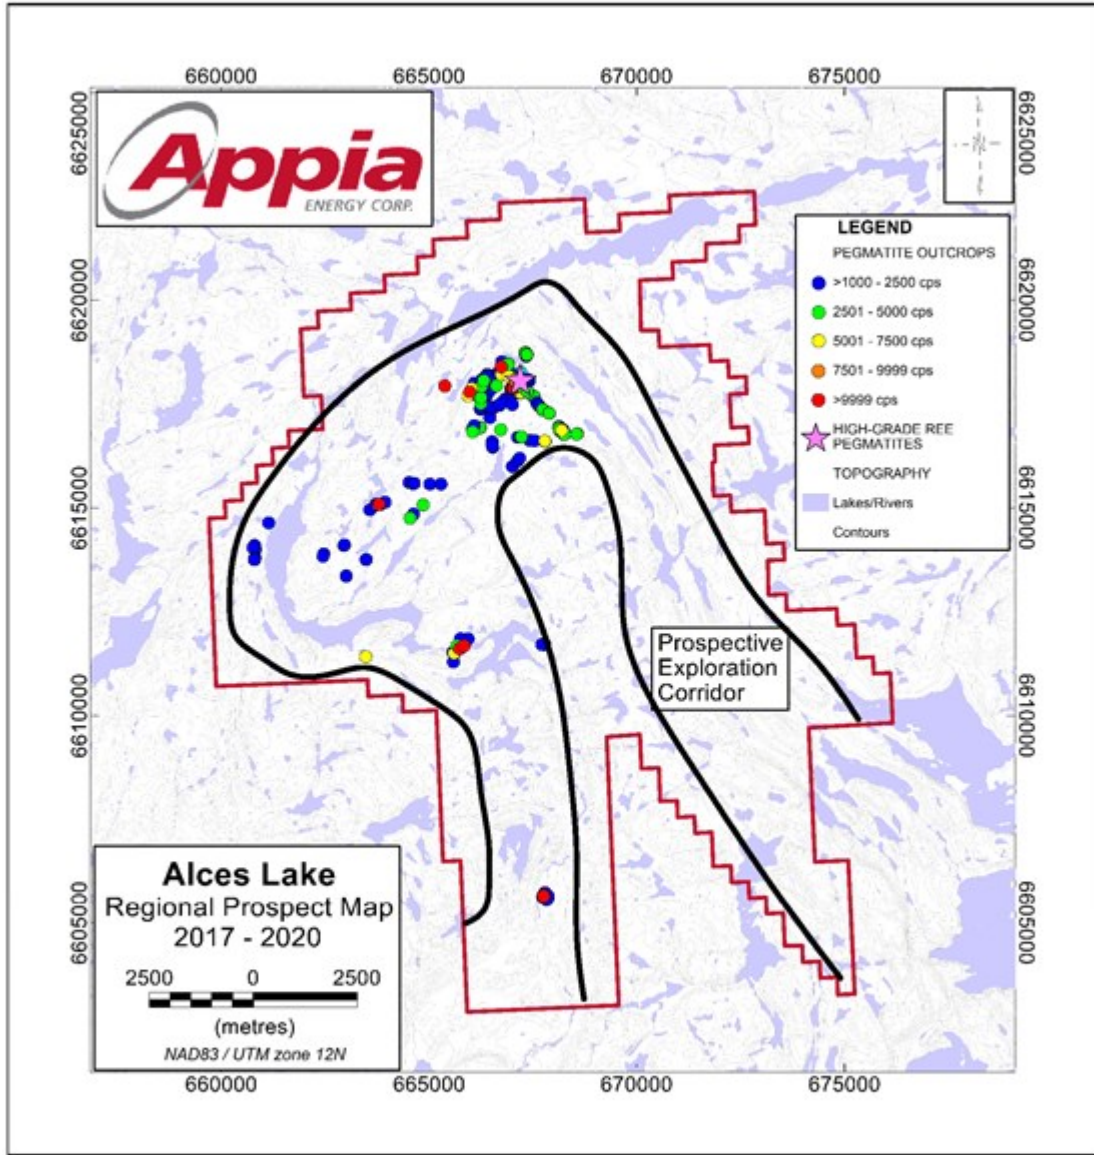 660000
665000
670000
675000
6625000
6625000
Appia
ENERGY CORP.
LEGEND
PEGMATITE OUTCROPS
>1000 - 2500 cps
2501 - 5000 cps
5001 - 7500 cps
7501 - 9999 cps
>9999 cps
HIGH-GRADE REE
PEGMATITES
TOPOGRAPHY
Lakes/Rivers
Contours
6620000
6620000
6615000
6615000
Prospective
Exploration
Corridor
6610000
6610000
Alces Lake
Regional Prospect Map
2017 - 2020
2500 0 2500
(metres)
NAD83 / UTM zone 12N
6605000
6605000
660000
665000
670000
675000